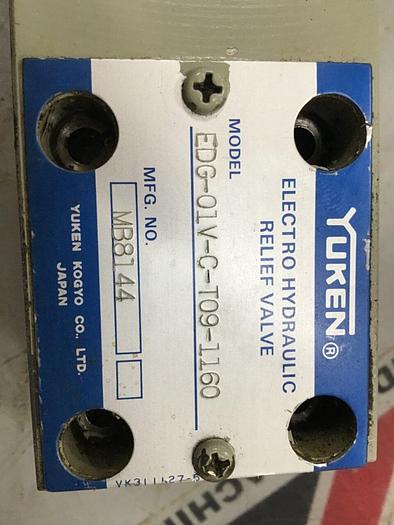 YUKEN ®
ELECTRO HYDRAULIC
RELIEF VALVE
MODEL
EDG-01V-C-T09-1160
MFG. NO.
MB8144
YUKEN KOGYO CO., LTD.
JAPAN